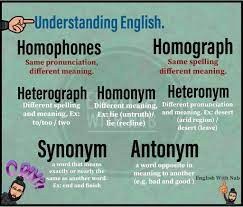 Understanding English.
Homophones
Same pronunciation,
different meaning.
Homograph
Same spelling
different meaning.
Heterograph
Different spelling
and meaning, Ex:
to/too / two
Homonym
Different meaning,
Ex: lie (untruth)/
lie (recline)
Heteronym
Different pronunciation
and meaning. Ex: desert
(arid region) /
desert (leave)
Synonym
a word that means
exactly or nearly the
same as another word.
Ex: end and finish
Antonym
a word opposite in
meaning to another
(e.g. bad and good )
English With Nab